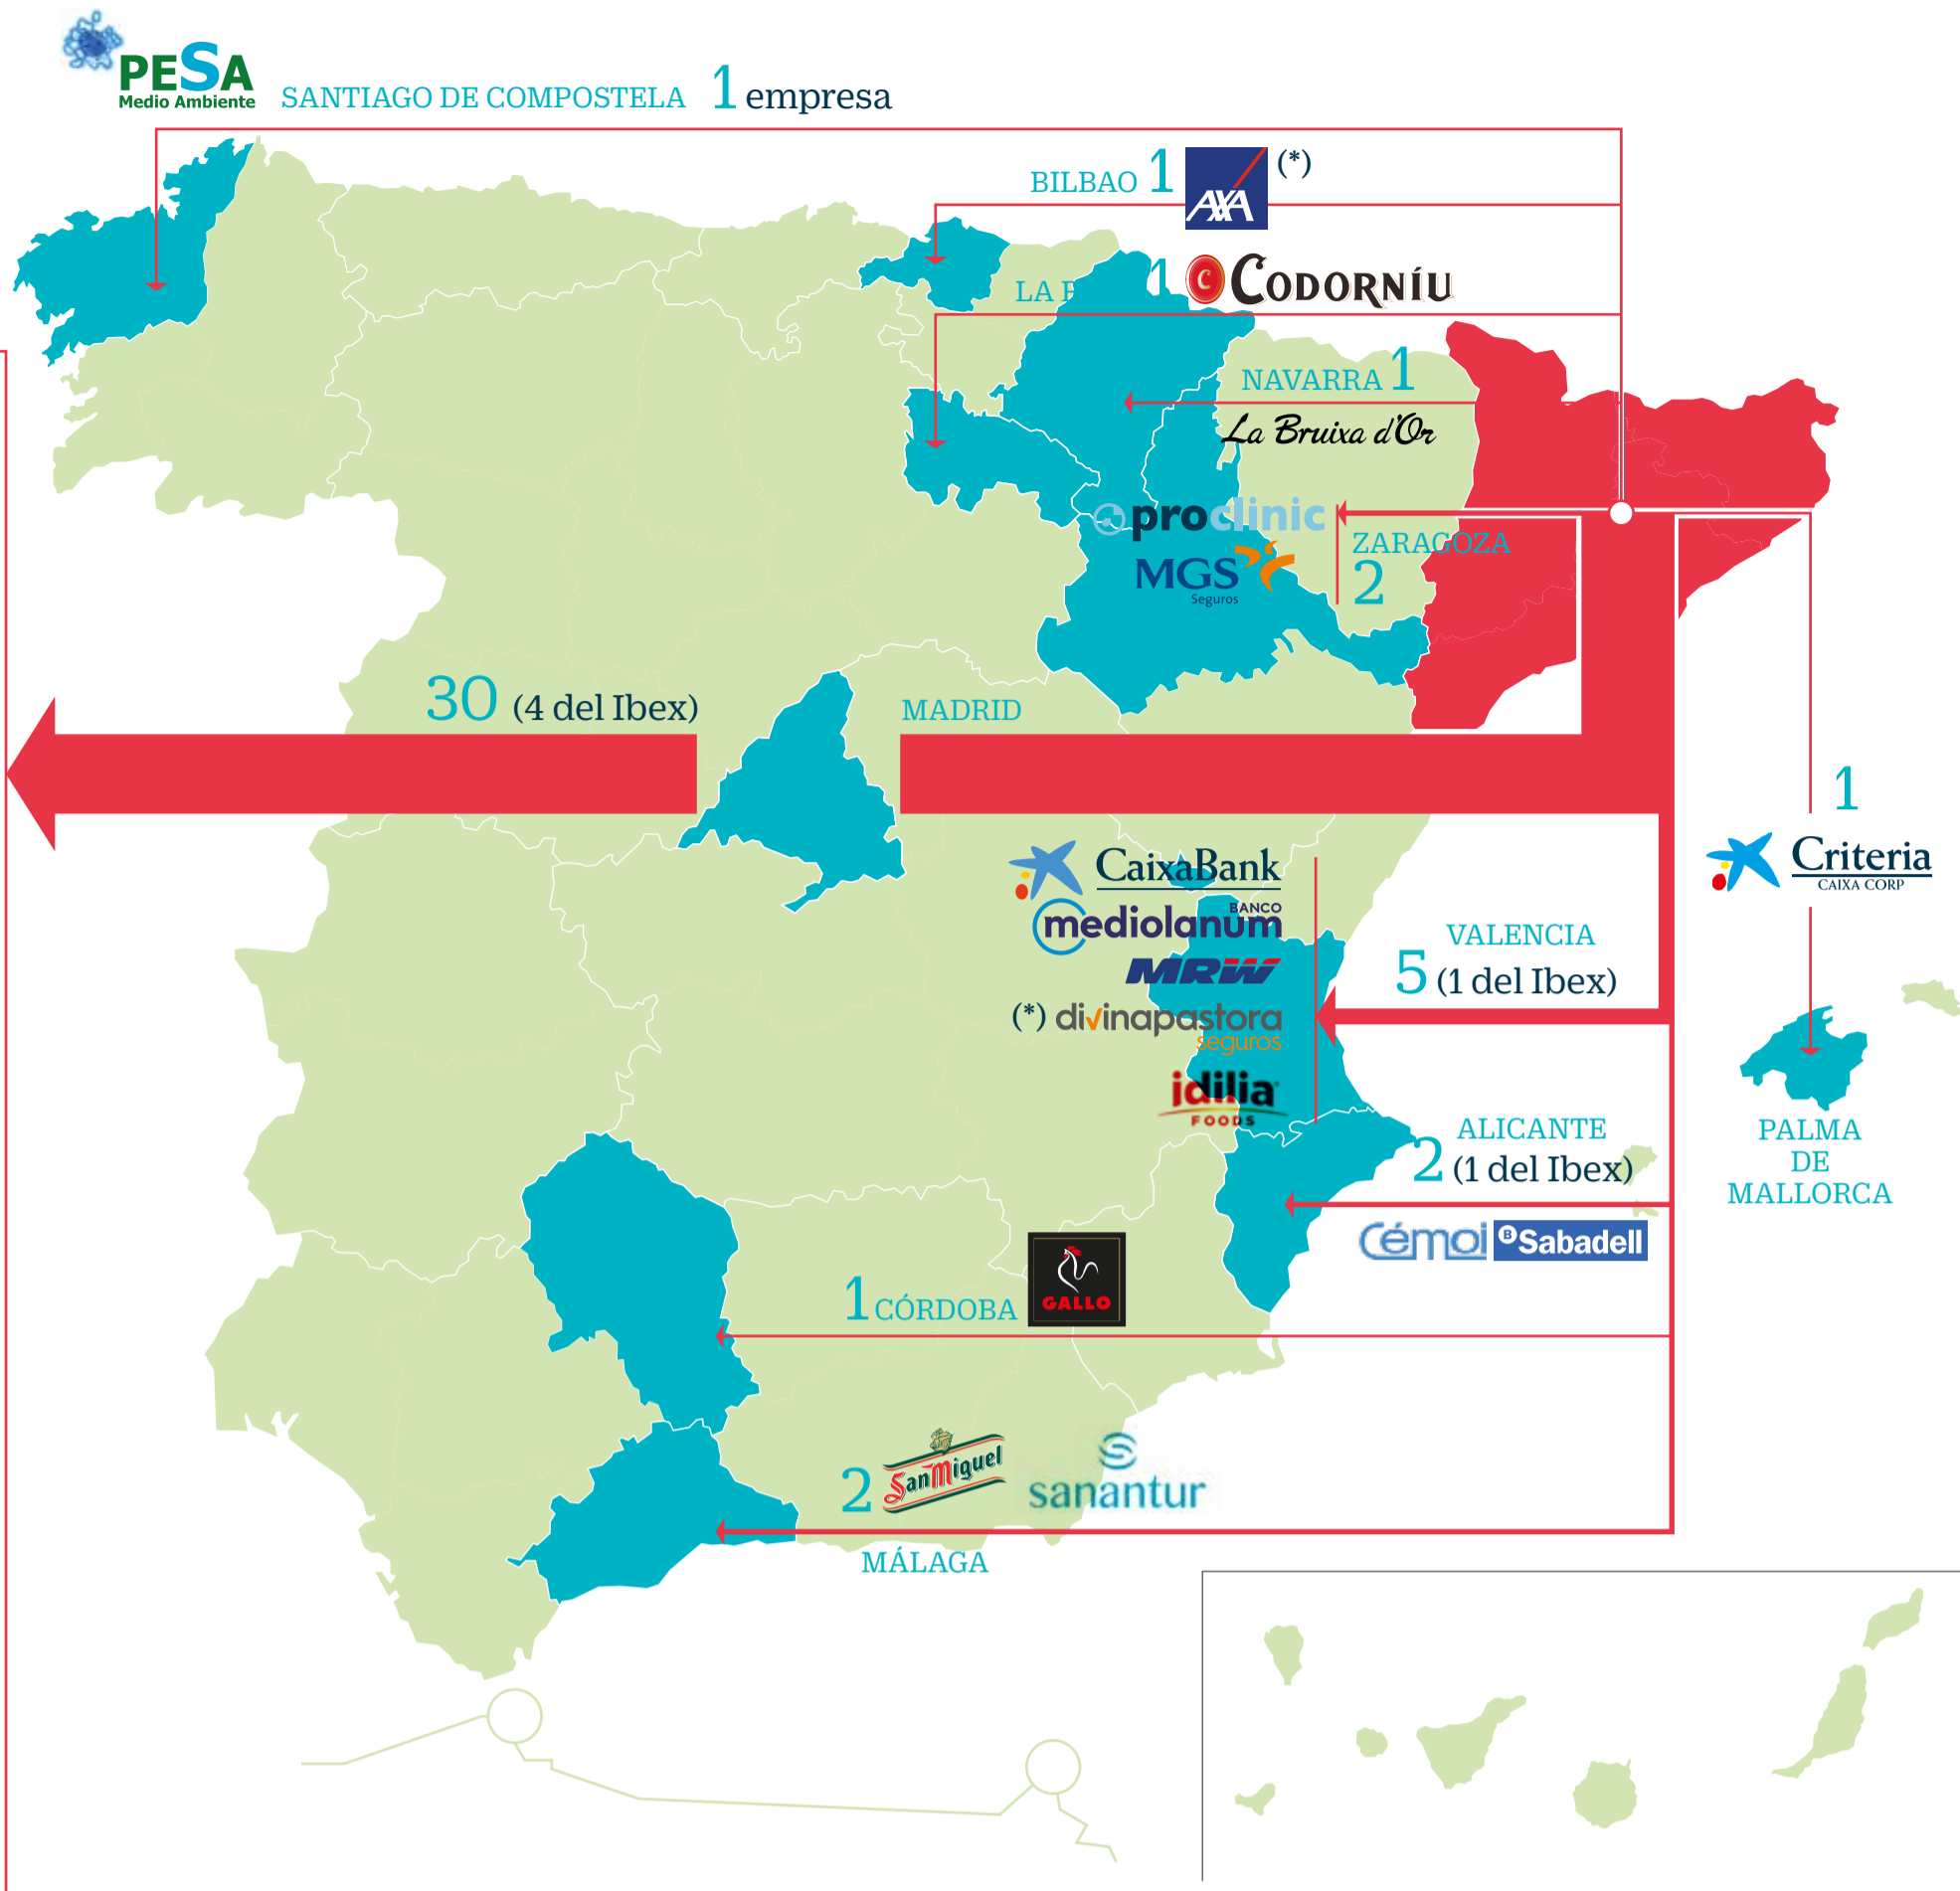 PESA
Medio Ambiente
SANTIAGO DE COMPOSTELA 1 empresa
BILBAO 1 AXA (*)
LA 1 C CODORNÍU
NAVARRA 1
La Bruixa d'Or
proclinic
MGS
Seguros
ZARAGOZA
2
30 (4 del Ibex)
MADRID
1
Criteria
CAIXA CORP
CaixaBank
BANCO
mediolanum
MRW
(*) divinapastora
seguros
idilia
FOODS
VALENCIA
5 (1 del Ibex)
ALICANTE
2 (1 del Ibex)
Cémoi B Sabadell
PALMA
DE
MALLORCA
1 CÓRDOBA
GALLO
2 SanMiguel
sanantur
MÁLAGA